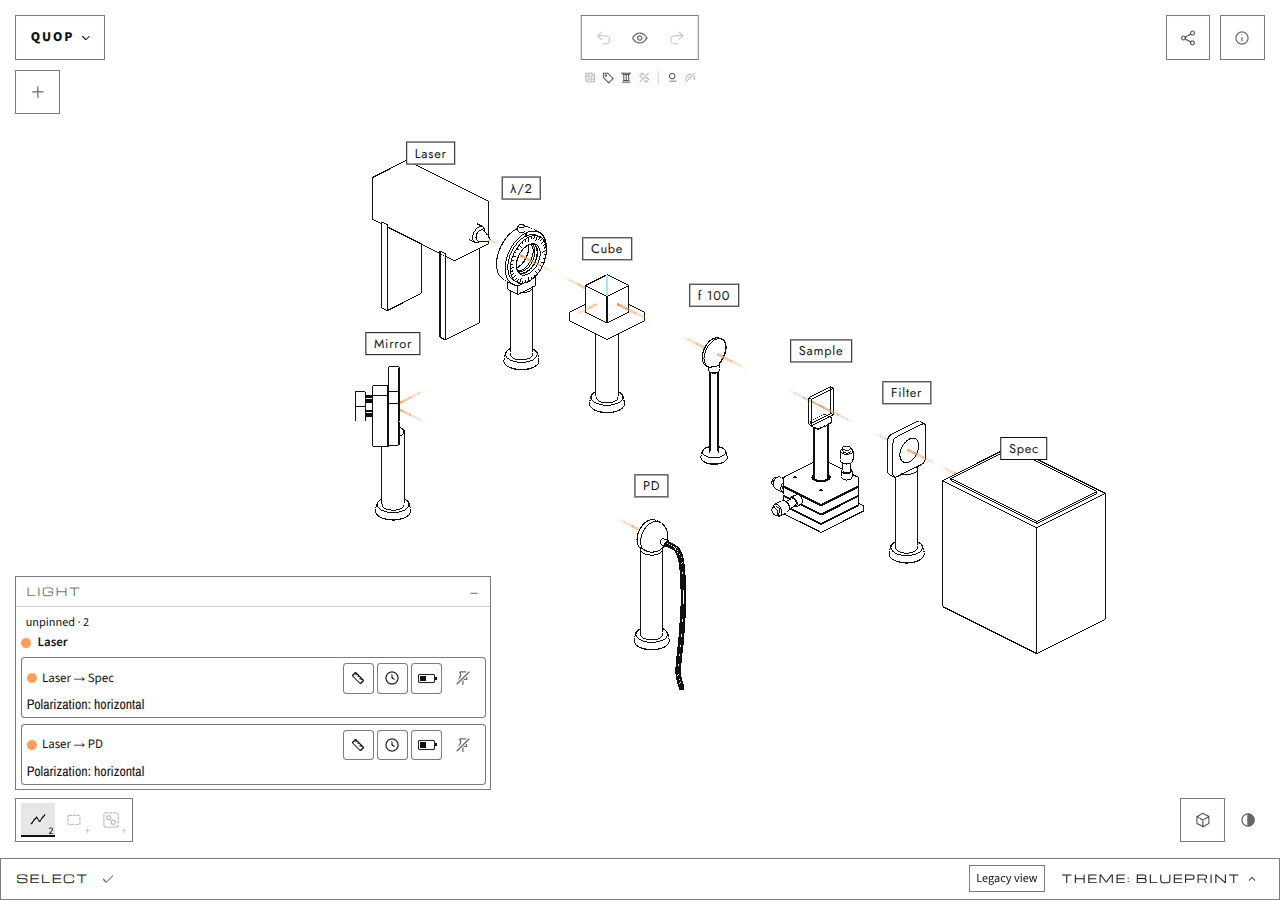 QUOP
Laser
λ/2
Cube
f 100
Mirror
Sample
Filter
Spec
PD
LIGHT
unpinned · 2
Laser
Laser → Spec
Polarization: horizontal
Laser → PD
Polarization: horizontal
2
+
+
SELECT
Legacy view
THEME: BLUEPRINT